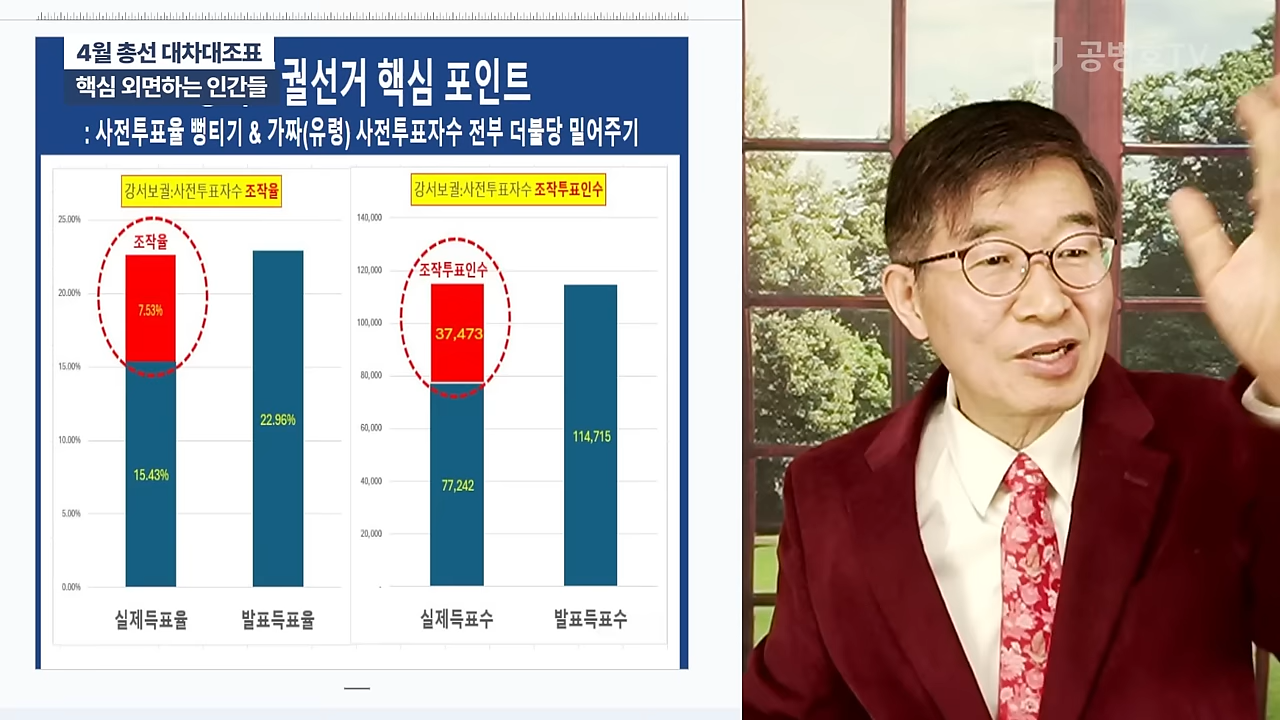 4월 총선 대차대조표
핵심 외면하는 인간들
궐선거 핵심 포인트
: 사전투표율 뻥티기 & 가짜(유령) 사전투표자수 전부 더불당 밀어주기
강서보궐:사전투표자수 조작율
25.00%
20.00%
15.00%
10.00%
5.00%
0.00%
조작율
7.53%
15.43%
22.96%
실제득표율
발표득표율
강서보궐:사전투표자수 조작투표인수
140,000
120,000
100,000
80,000
60,000
40,000
20,000
-
조작투표인수
37,473
77,242
114,715
실제득표수
발표득표수
공병호TV